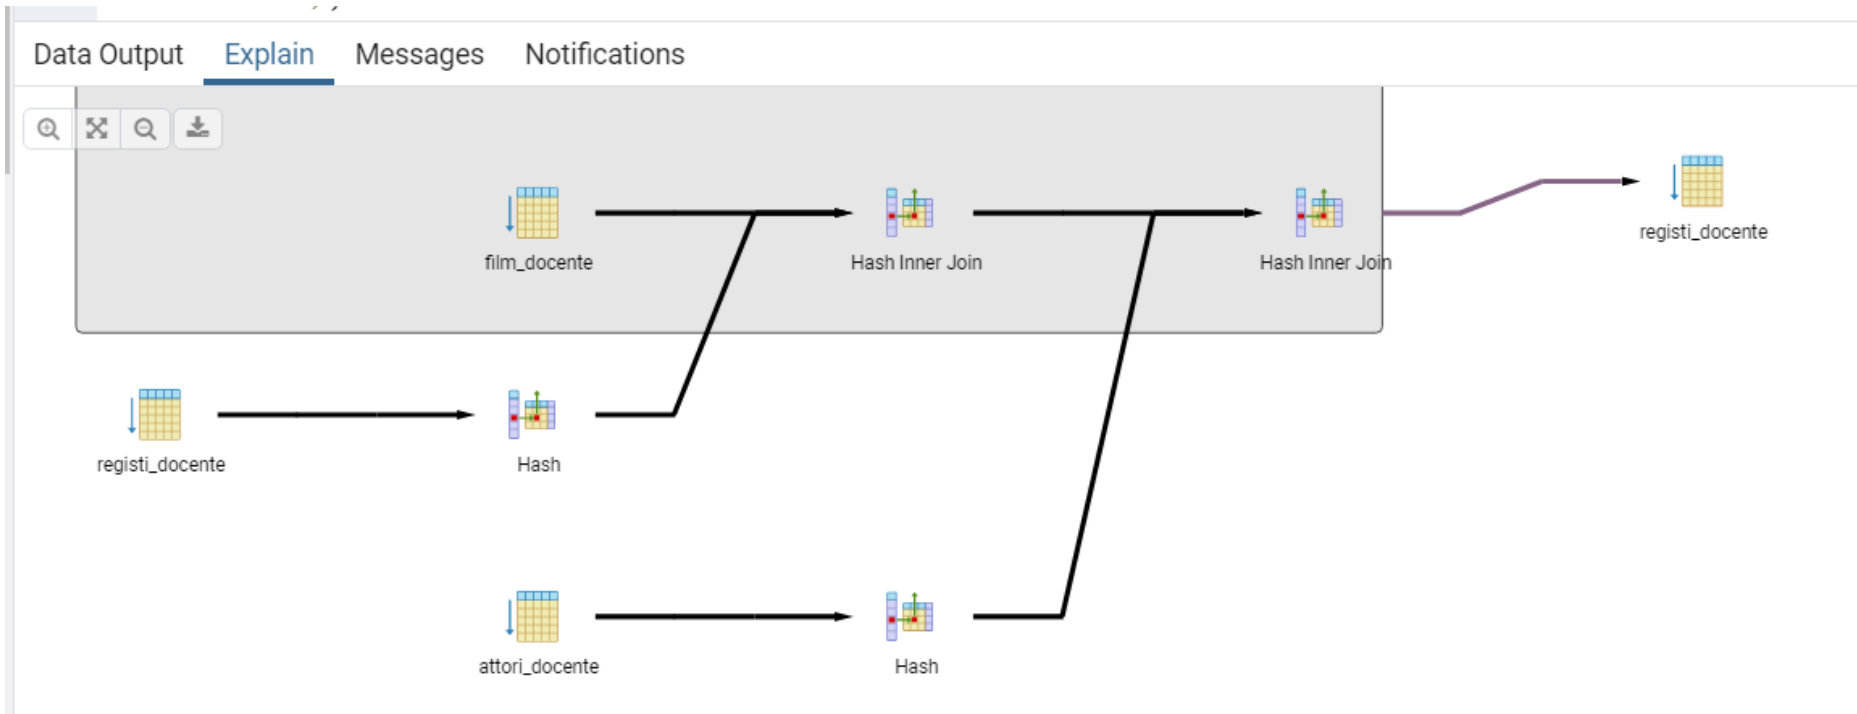 Data Output Explain Messages Notifications
registi_docente
film_docente Hash Inner Join Hash Inner Join
registi_docente Hash
attori_docente Hash